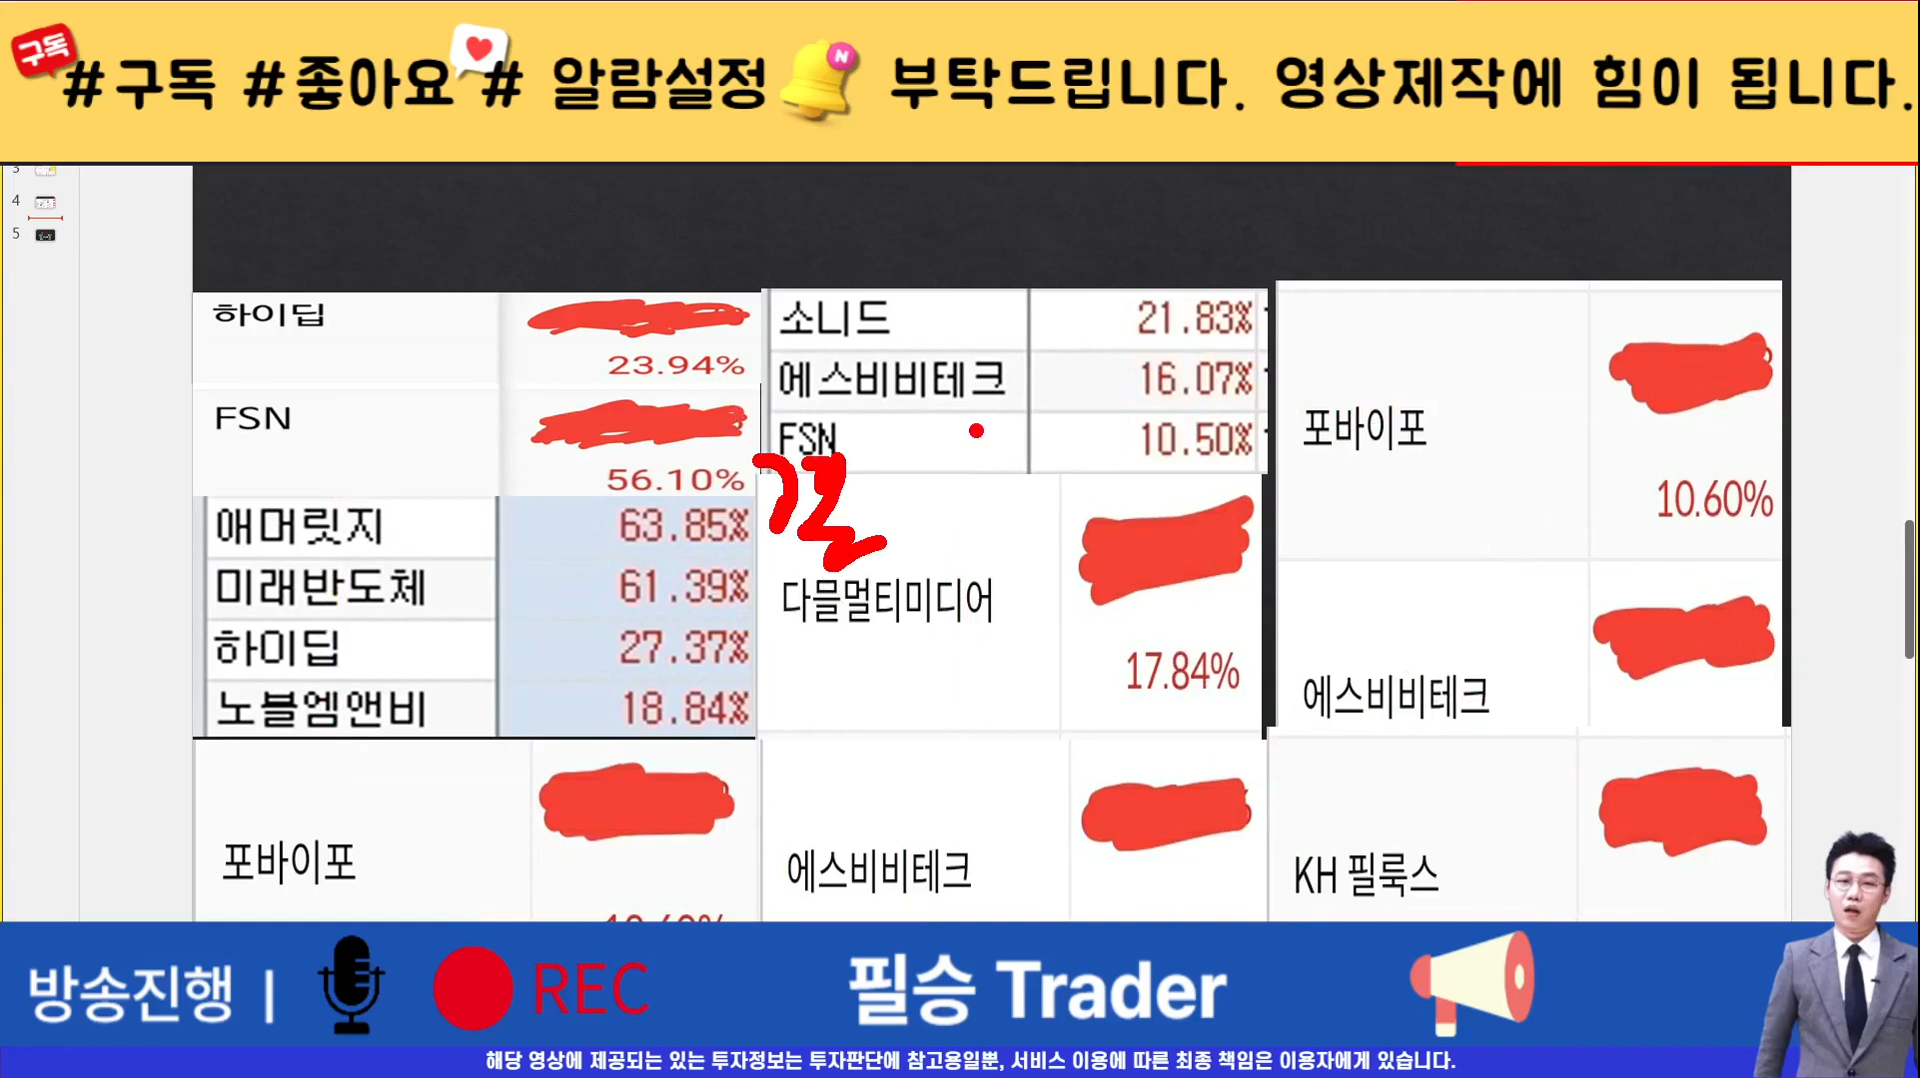 구독
#구독 #좋아요 # 알람설정 부탁드립니다. 영상제작에 힘이 됩니다.
N
3
4
5
하이딥
23.94%
FSN
56.10%
애머릿지 63.85%
미래반도체 61.39%
하이딥 27.37%
노블엠앤비 18.84%
소니드 21.83%
에스비비테크 16.07%
FSN 10.50%
다믈멀티미디어
17.84%
포바이포
10.60%
에스비비테크
포바이포
에스비비테크
KH 필룩스
방송진행 |
REC
필승 Trader
해당 영상에 제공되는 있는 투자정보는 투자판단에 참고용일뿐, 서비스 이용에 따른 최종 책임은 이용자에게 있습니다.